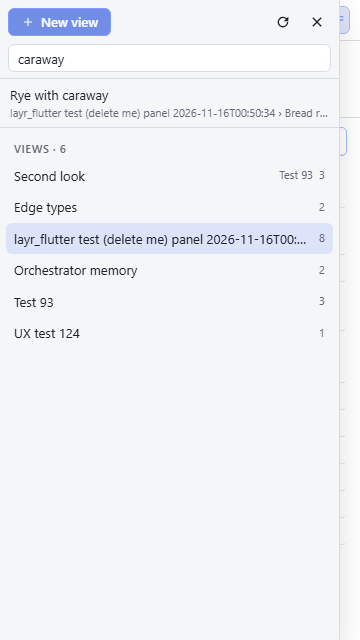 + New view
caraway
Rye with caraway
layr_flutter test (delete me) panel 2026-11-16T00:50:34 › Bread r...
VIEWS · 6
Second look Test 93 3
Edge types 2
layr_flutter test (delete me) panel 2026-11-16T00:... 8
Orchestrator memory 2
Test 93 3
UX test 124 1